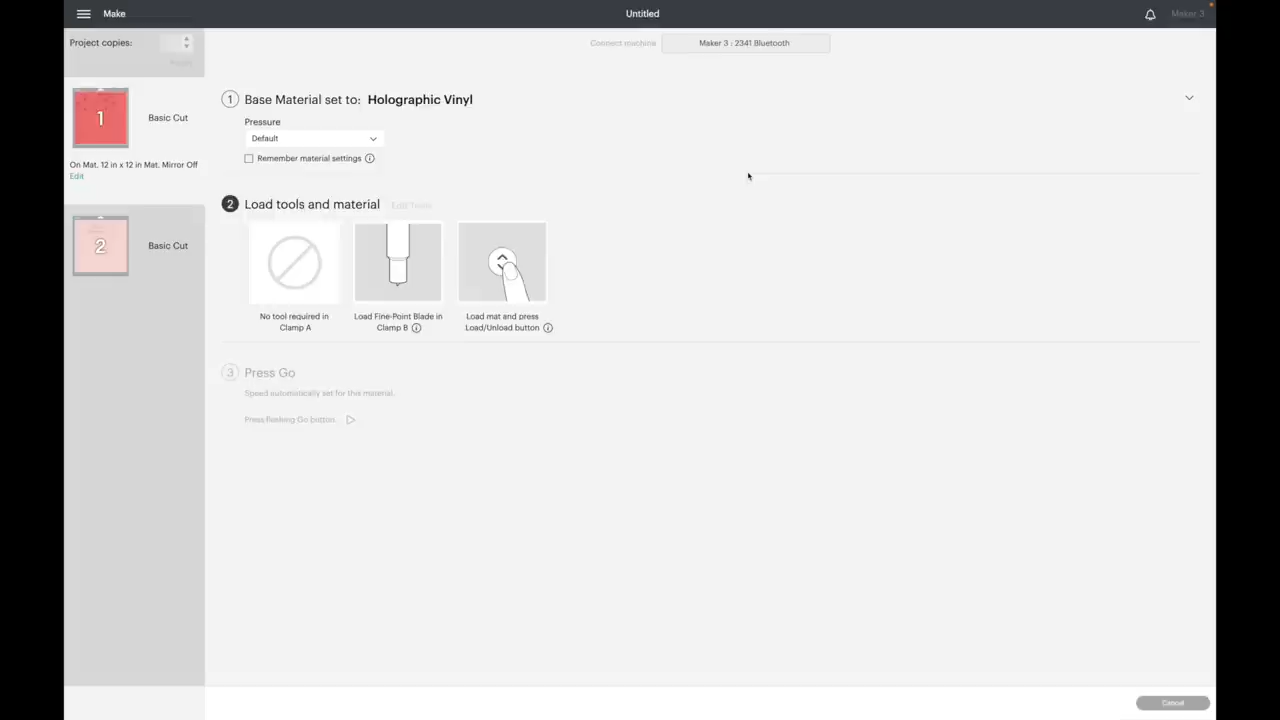 Make
Untitled
Maker 3
Project copies:
Connect machine
Maker 3 : 2341 Bluetooth
1
Basic Cut
On Mat. 12 in x 12 in Mat. Mirror Off
Edit
2
Basic Cut
1 Base Material set to: Holographic Vinyl
Pressure
Default
Remember material settings
2 Load tools and material Edit Tools
No tool required in
Clamp A
Load Fine-Point Blade in
Clamp B
Load mat and press
Load/Unload button
3 Press Go
Speed automatically set for this material.
Press flashing Go button.
Cancel